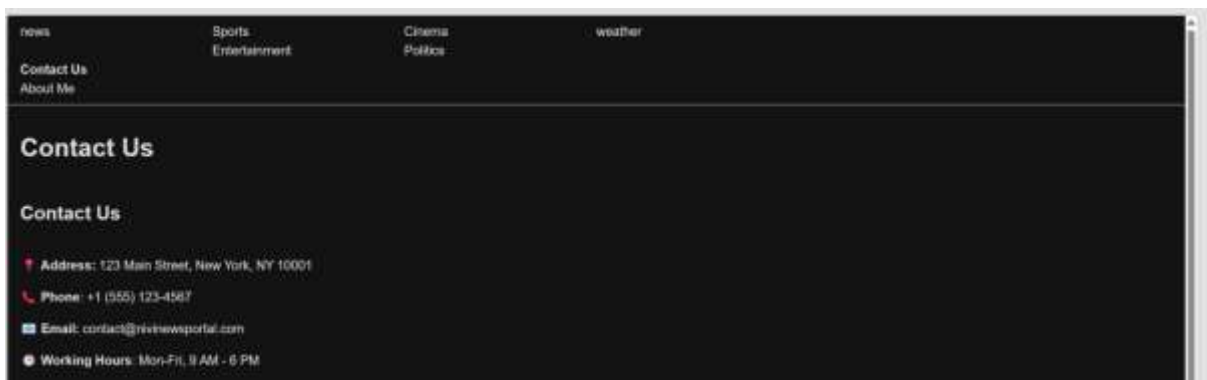 news Sports Cinema weather
Entertainment Politics
Contact Us
About Me
Contact Us
Contact Us
📍 Address: 123 Main Street, New York, NY 10001
📞 Phone: +1 (555) 123-4567
📧 Email: contact@nivinewsportal.com
🕒 Working Hours: Mon-Fri, 9 AM - 6 PM